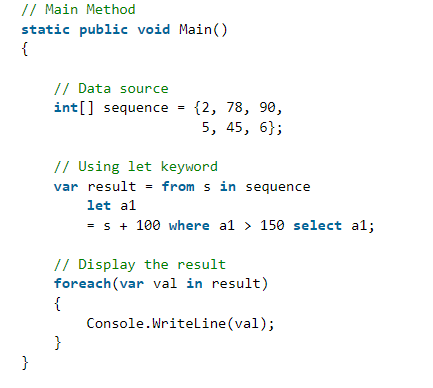 // Main Method
static public void Main()
{
// Data source
int[] sequence = {2, 78, 90,
5, 45, 6};
// Using let keyword
var result = from s in sequence
let a1
= s + 100 where a1 > 150 select a1;
// Display the result
foreach(var val in result)
{
Console.WriteLine(val);
}
}